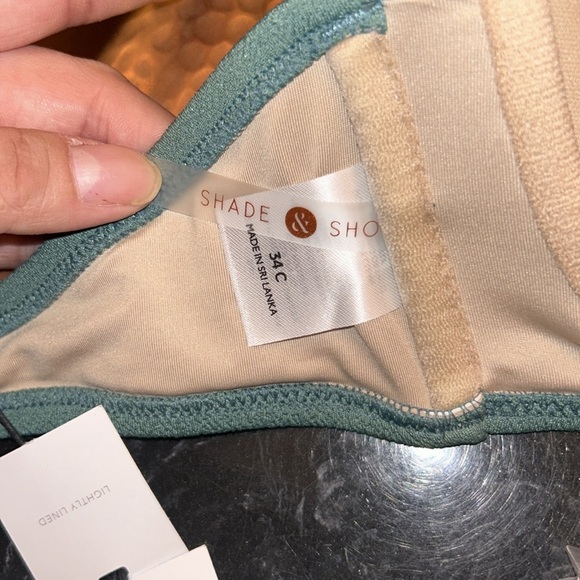 SHADE & SHO
34 C
MADE IN SRI LANKA
LIGHTLY LINED